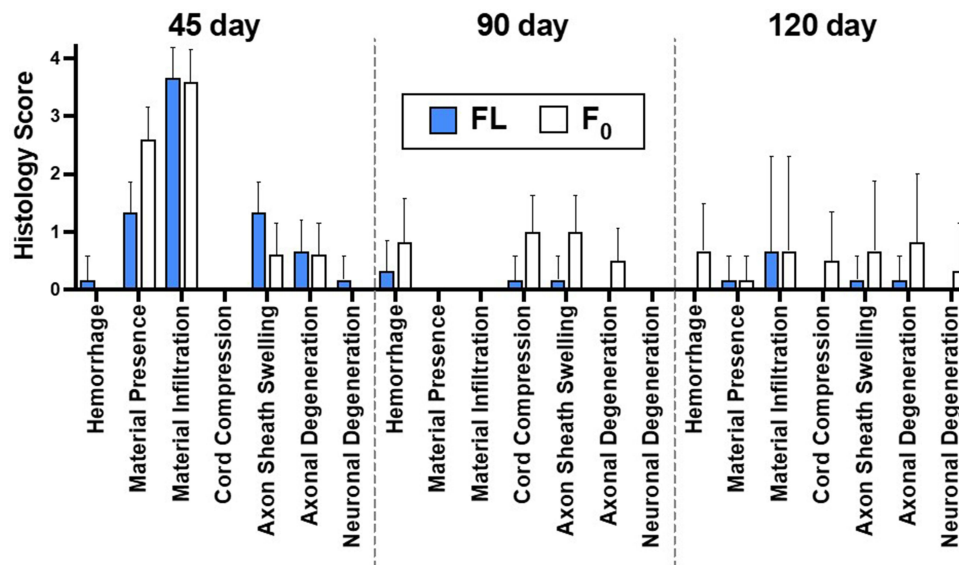 45 day 90 day 120 day
Histology Score
4
3
2
1
0
FL F₀
Hemorrhage
Material Presence
Material Infiltration
Cord Compression
Axon Sheath Swelling
Axonal Degeneration
Neuronal Degeneration
Hemorrhage
Material Presence
Material Infiltration
Cord Compression
Axon Sheath Swelling
Axonal Degeneration
Neuronal Degeneration
Hemorrhage
Material Presence
Material Infiltration
Cord Compression
Axon Sheath Swelling
Axonal Degeneration
Neuronal Degeneration